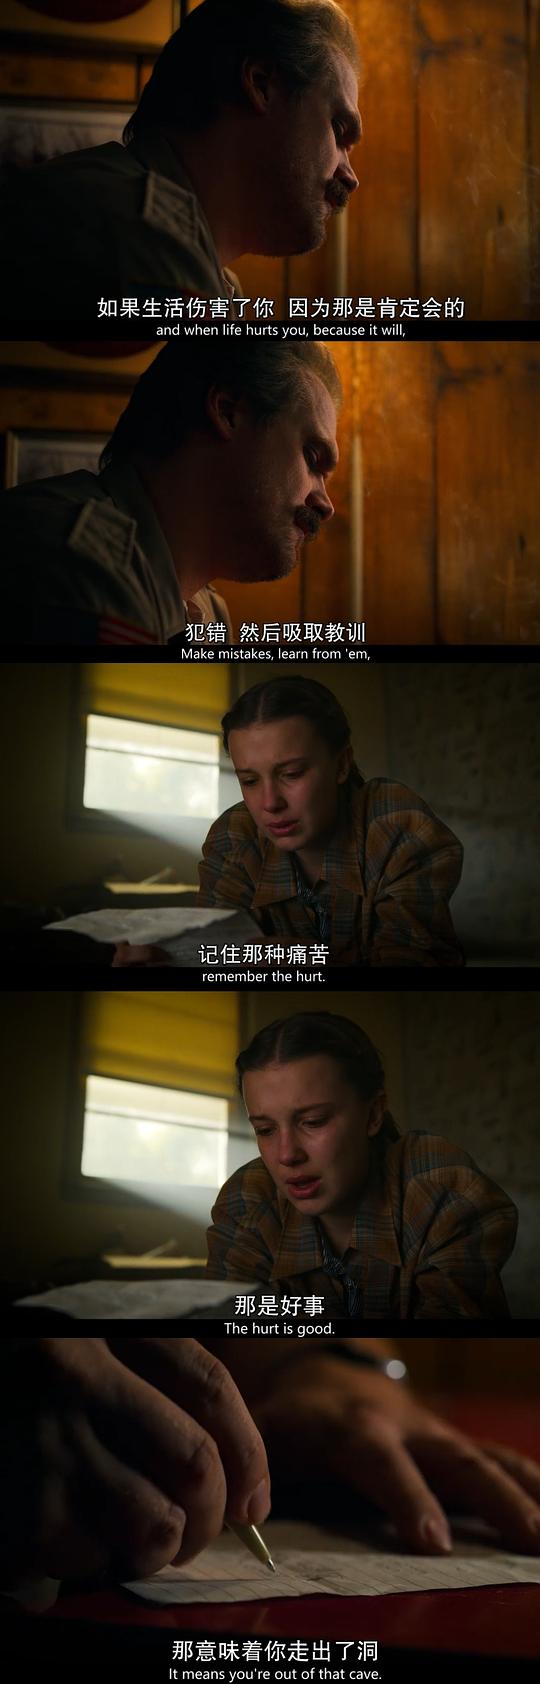 如果生活伤害了你 因为那是肯定会的
and when life hurts you, because it will,
犯错 然后吸取教训
Make mistakes, learn from 'em,
记住那种痛苦
remember the hurt.
那是好事
The hurt is good.
那意味着你走出了洞
It means you're out of that cave.